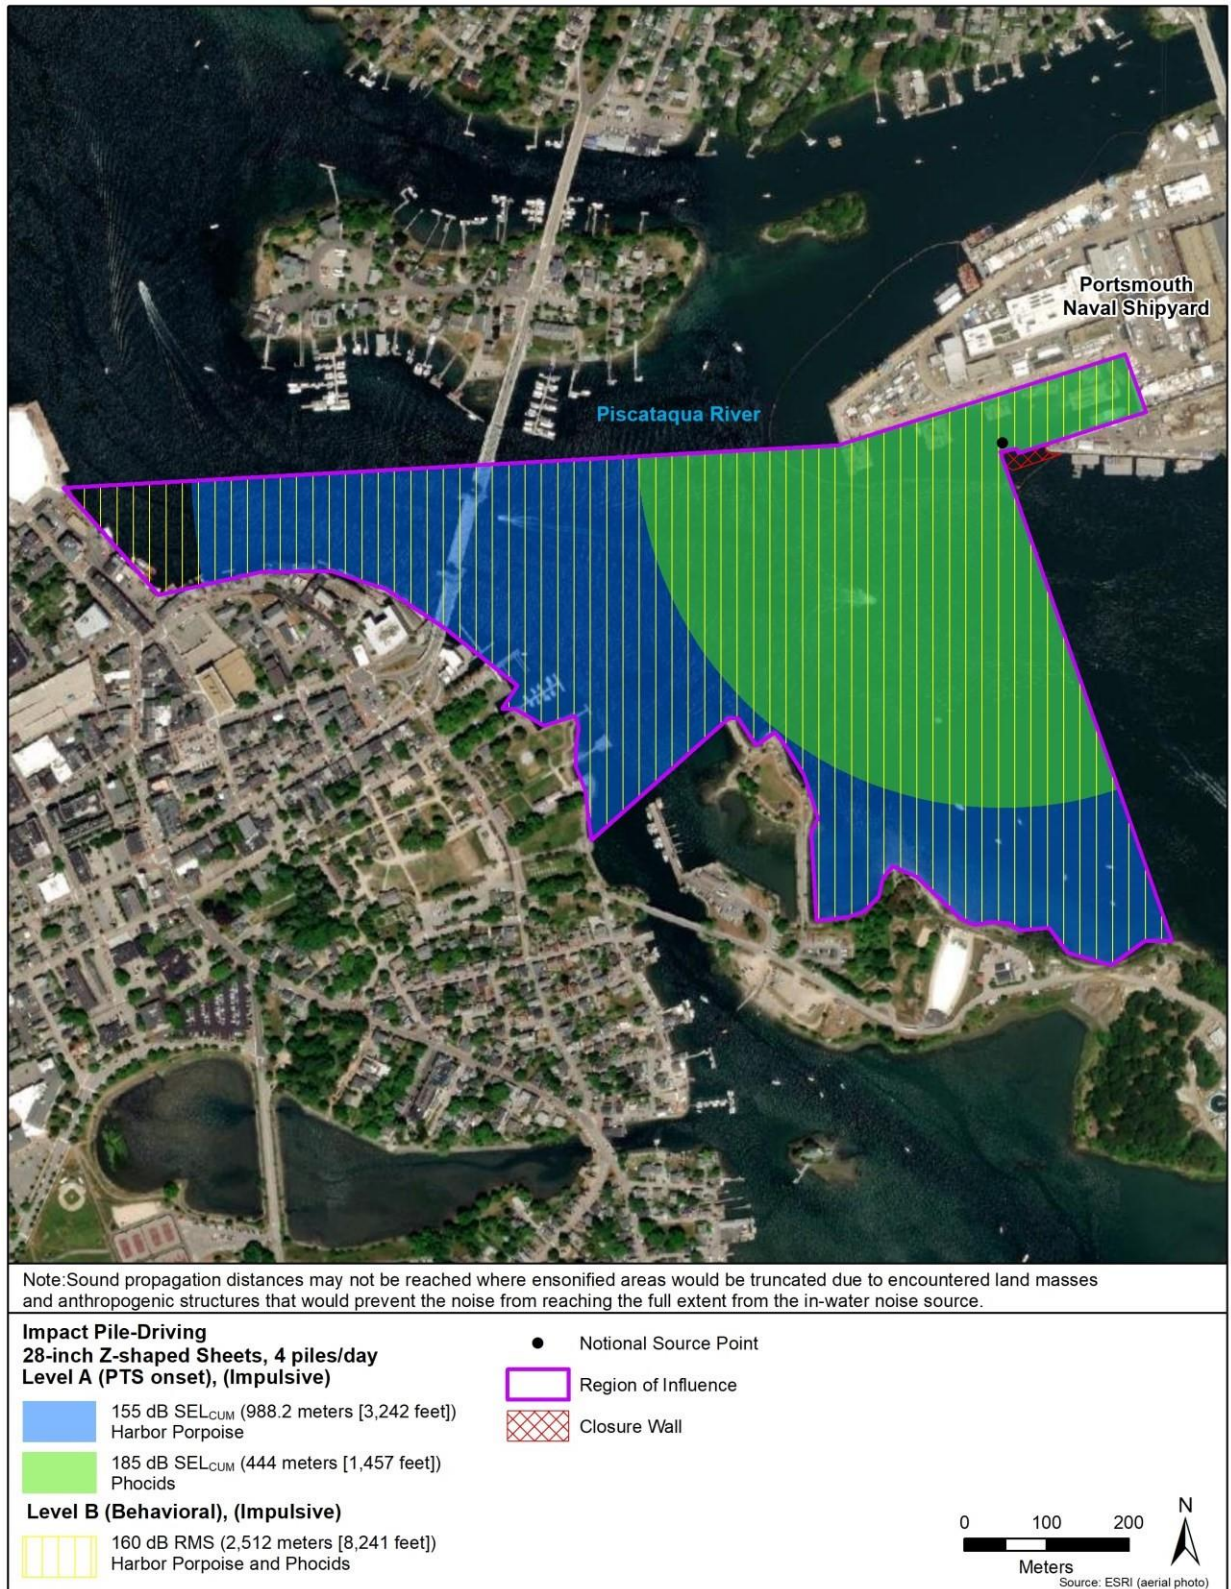 Portsmouth
Naval Shipyard
Piscataqua River
Note:Sound propagation distances may not be reached where ensonified areas would be truncated due to encountered land masses
and anthropogenic structures that would prevent the noise from reaching the full extent from the in-water noise source.
Impact Pile-Driving
28-inch Z-shaped Sheets, 4 piles/day
Level A (PTS onset), (Impulsive)
155 dB SELCUM (988.2 meters [3,242 feet])
Harbor Porpoise
185 dB SELCUM (444 meters [1,457 feet])
Phocids
Level B (Behavioral), (Impulsive)
160 dB RMS (2,512 meters [8,241 feet])
Harbor Porpoise and Phocids
Notional Source Point
Region of Influence
Closure Wall
0 100 200
Meters
N
Source: ESRI (aerial photo)